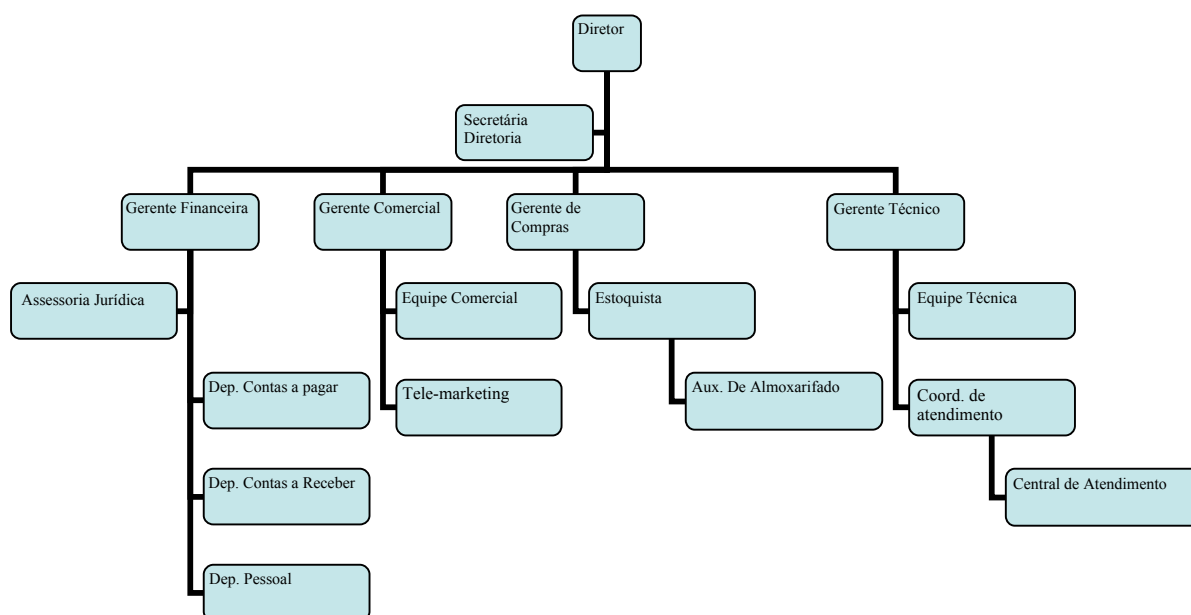 Diretor
Secretária
Diretoria
Gerente Financeira
Gerente Comercial
Gerente de
Compras
Gerente Técnico
Assessoria Jurídica
Equipe Comercial
Estoquista
Equipe Técnica
Dep. Contas a pagar
Tele-marketing
Aux. De Almoxarifado
Coord. de
atendimento
Dep. Contas a Receber
Central de Atendimento
Dep. Pessoal